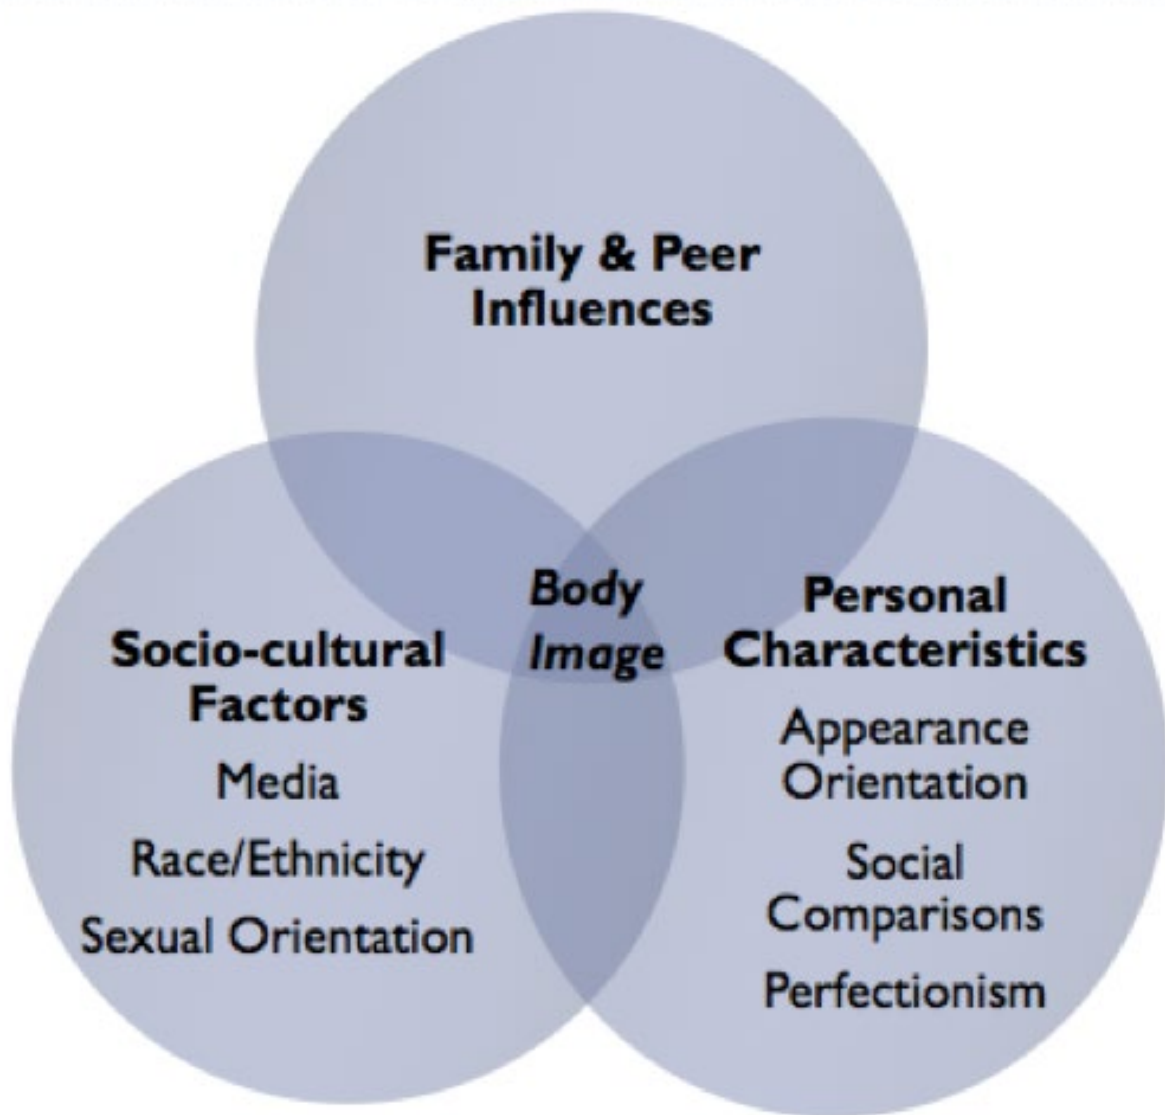 Family & Peer
Influences
Body
Image
Socio-cultural
Factors
Media
Race/Ethnicity
Sexual Orientation
Personal
Characteristics
Appearance
Orientation
Social
Comparisons
Perfectionism